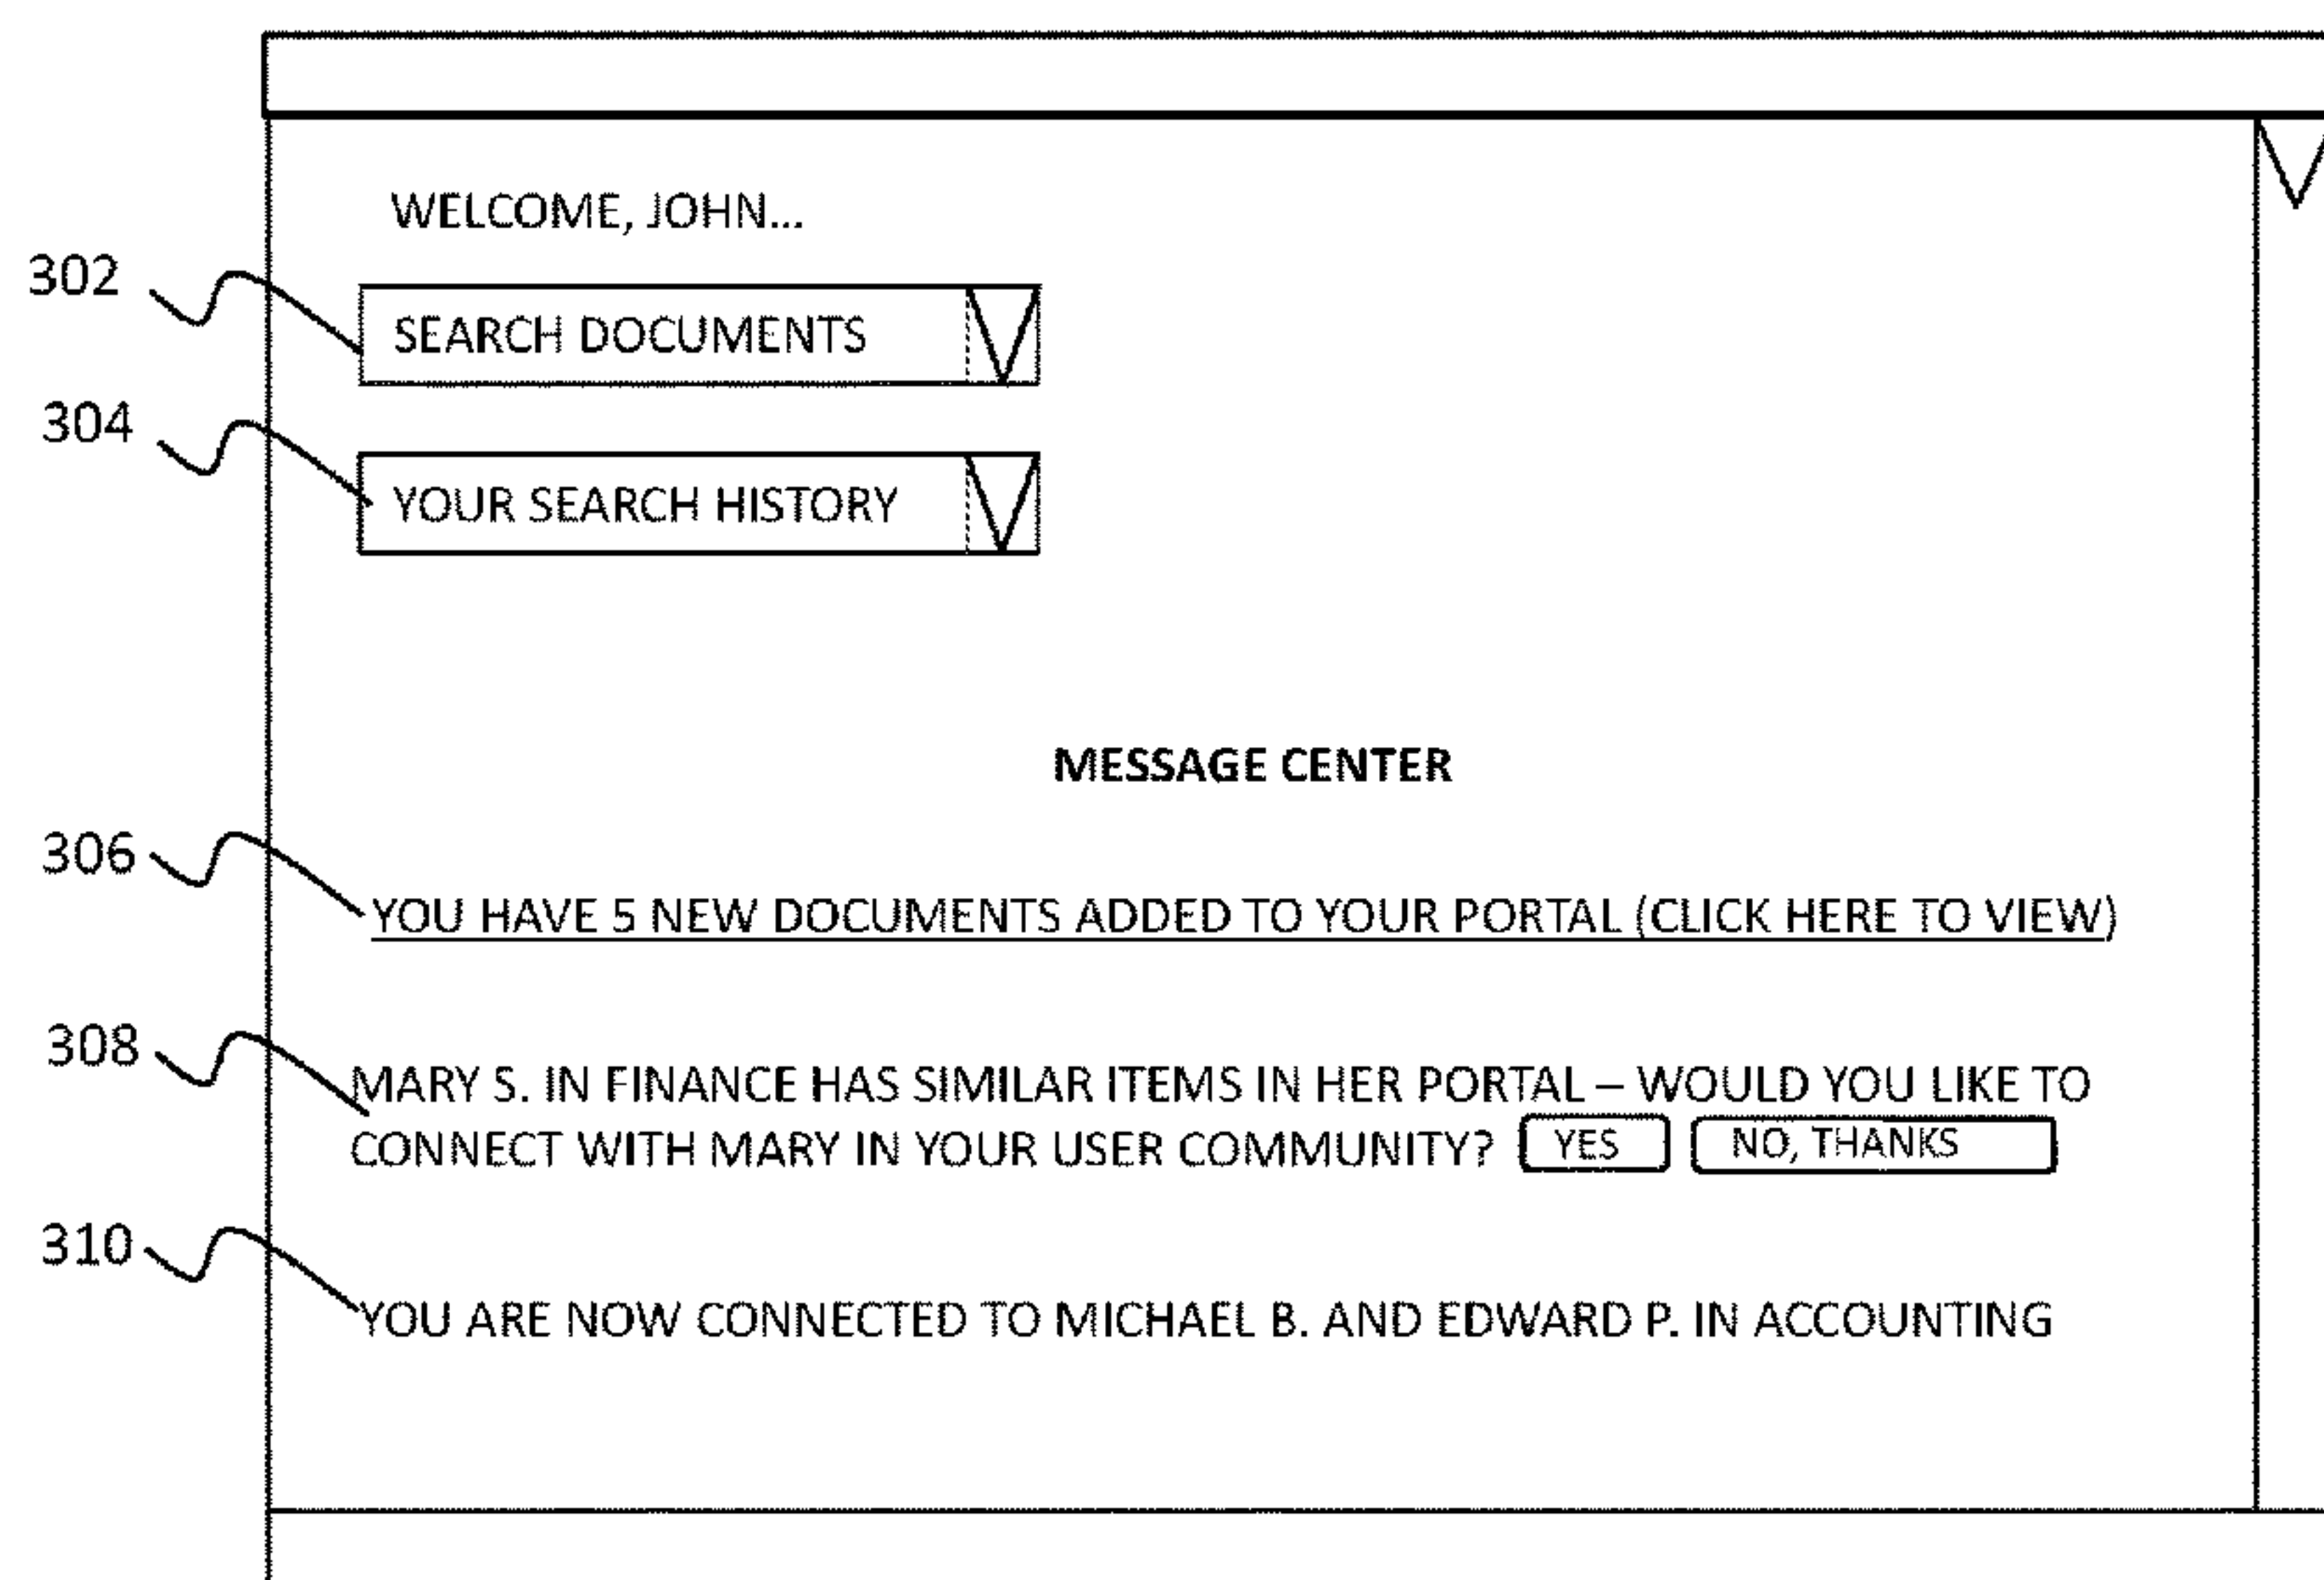 WELCOME, JOHN...
302
SEARCH DOCUMENTS
304
YOUR SEARCH HISTORY
MESSAGE CENTER
306
YOU HAVE 5 NEW DOCUMENTS ADDED TO YOUR PORTAL (CLICK HERE TO VIEW)
308
MARY S. IN FINANCE HAS SIMILAR ITEMS IN HER PORTAL – WOULD YOU LIKE TO
CONNECT WITH MARY IN YOUR USER COMMUNITY? YES NO, THANKS
310
YOU ARE NOW CONNECTED TO MICHAEL B. AND EDWARD P. IN ACCOUNTING